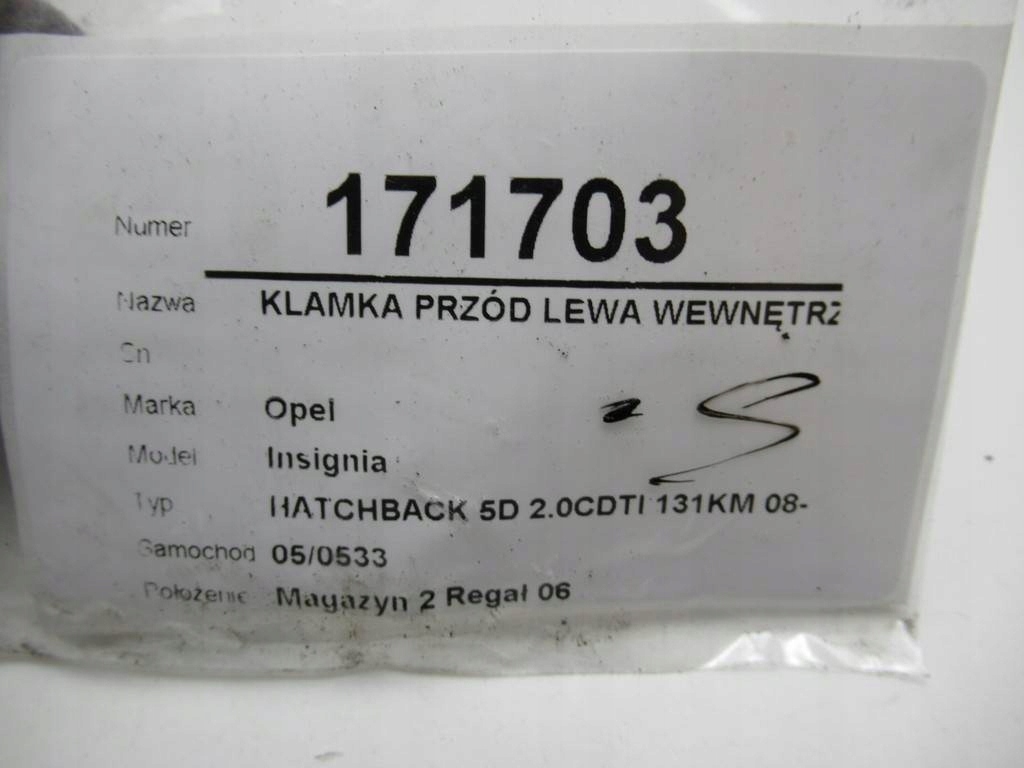 Numer 171703
Nazwa KLAMKA PRZÓD LEWA WEWNĘTRZ
Cn
Marka Opel
Model Insignia
Typ HATCHBACK 5D 2.0CDTI 131KM 08-
Samochod 05/0533
Położenie Magazyn 2 Regał 06